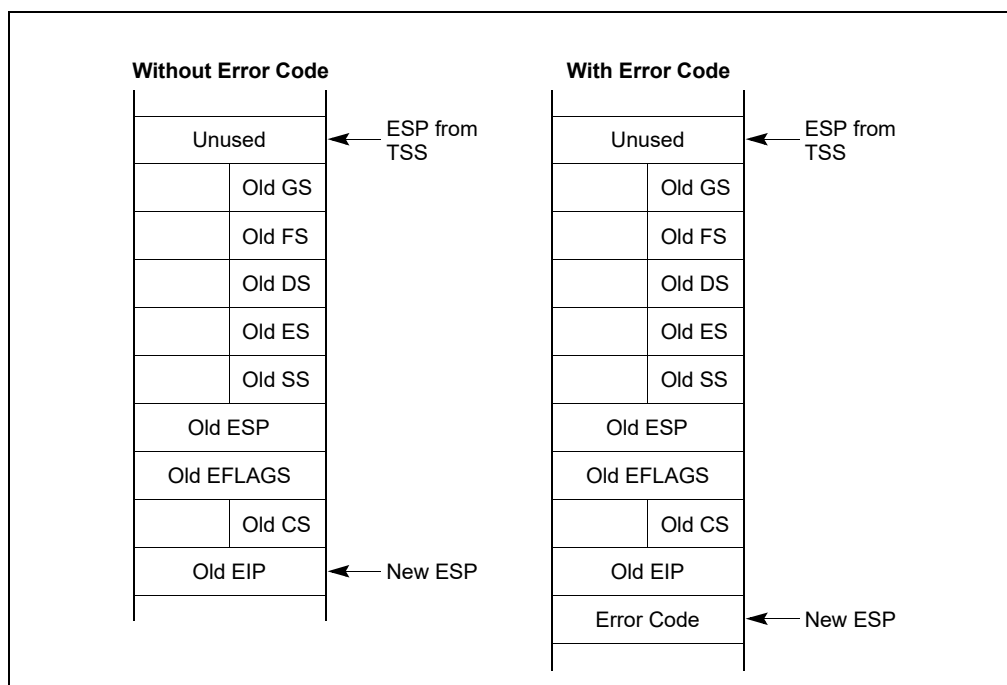 Without Error Code
Unused
ESP from
TSS
Old GS
Old FS
Old DS
Old ES
Old SS
Old ESP
Old EFLAGS
Old CS
Old EIP
New ESP
With Error Code
Unused
ESP from
TSS
Old GS
Old FS
Old DS
Old ES
Old SS
Old ESP
Old EFLAGS
Old CS
Old EIP
Error Code
New ESP